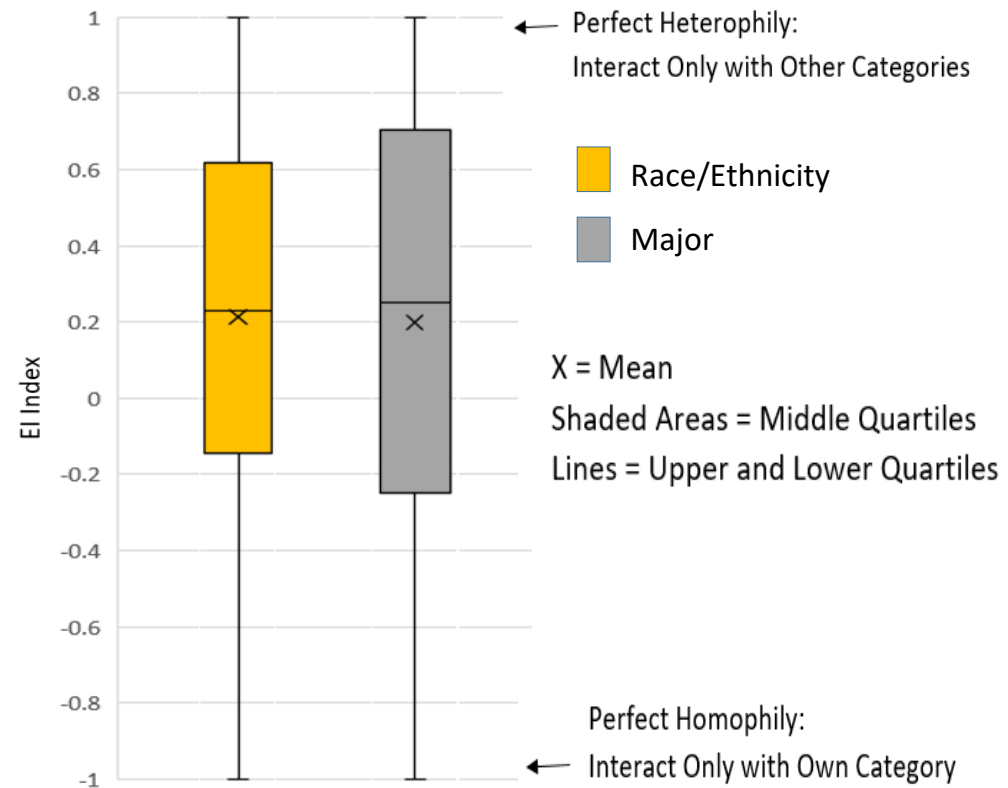 1
0.8
0.6
0.4
0.2
0
-0.2
-0.4
-0.6
-0.8
-1
EI Index
Perfect Heterophily:
Interact Only with Other Categories
Race/Ethnicity
Major
X = Mean
Shaded Areas = Middle Quartiles
Lines = Upper and Lower Quartiles
Perfect Homophily:
Interact Only with Own Category